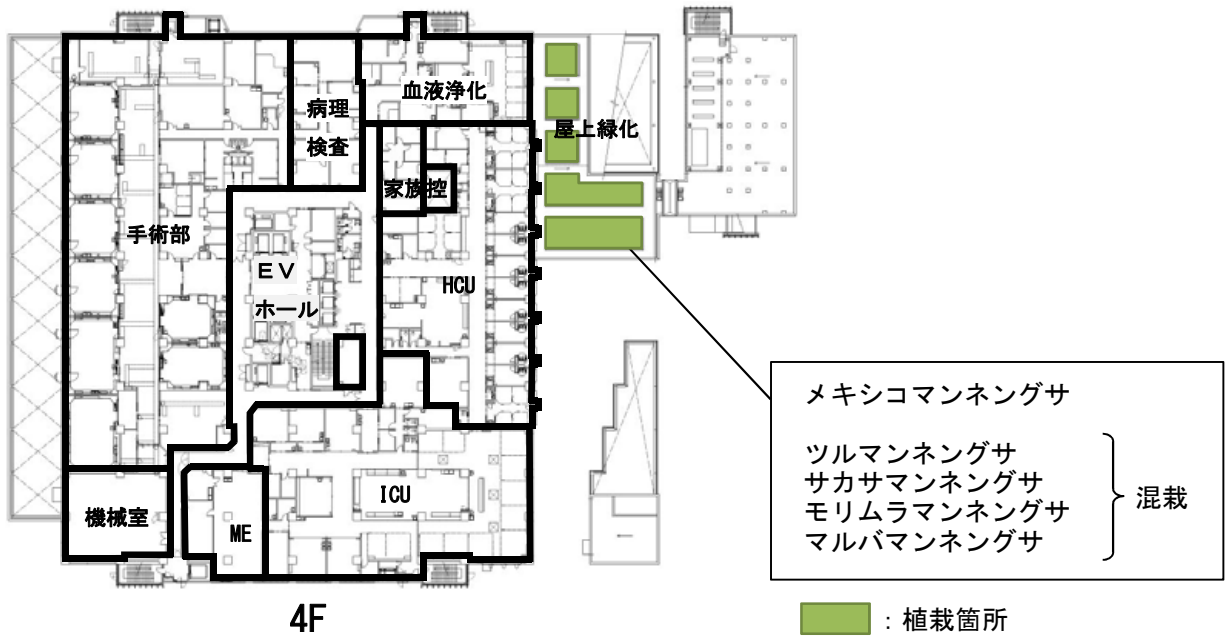 血液浄化
病理
検査
屋上緑化
家族控
手術部
EV
ホール
HCU
ICU
機械室
ME
4F
メキシコマンネングサ
ツルマンネングサ
サカサマンネングサ
モリムラマンネングサ
マルバマンネングサ
混栽
：植栽箇所